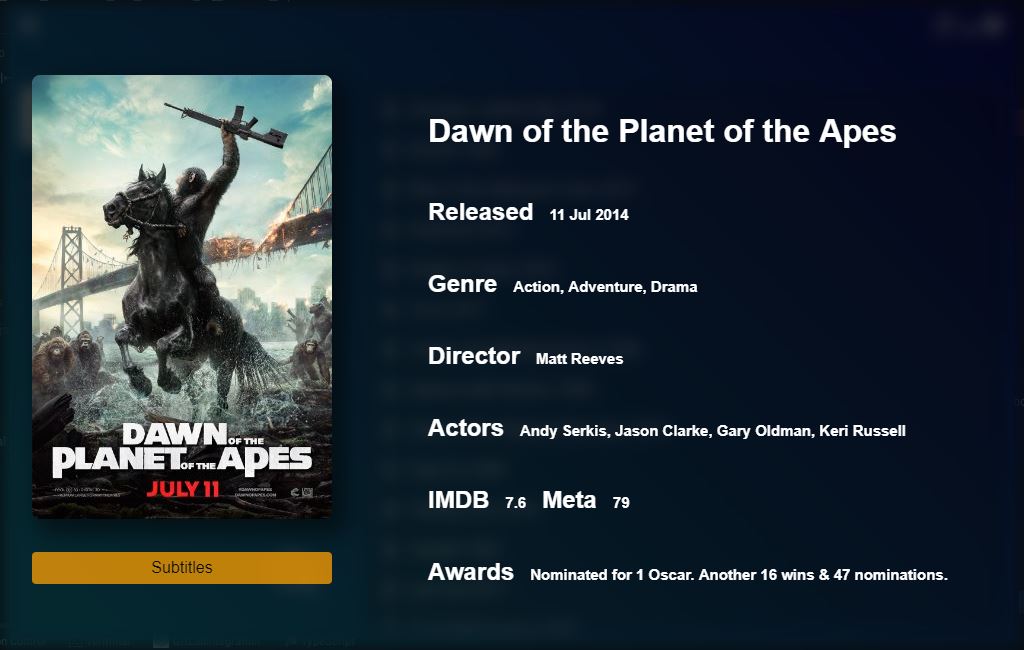 Dawn of the Planet of the Apes
Released 11 Jul 2014
Genre Action, Adventure, Drama
Director Matt Reeves
Actors Andy Serkis, Jason Clarke, Gary Oldman, Keri Russell
IMDB 7.6 Meta 79
Awards Nominated for 1 Oscar. Another 16 wins & 47 nominations.
DAWN OF THE
PLANET OF THE APES
JULY 11
Subtitles